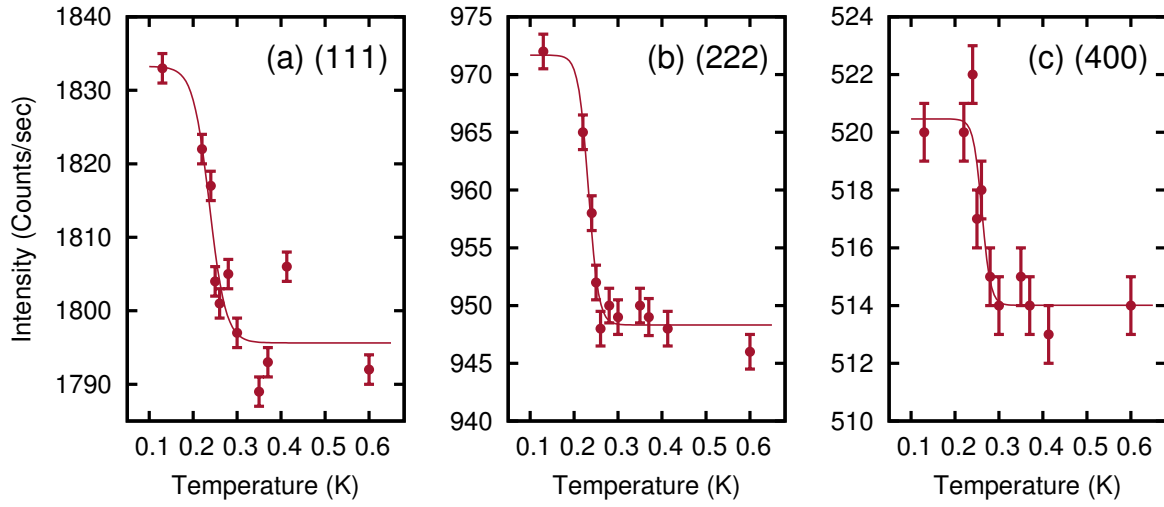 (a) (111)
(b) (222)
(c) (400)
Intensity (Counts/sec)
1840
1830
1820
1810
1800
1790
975
970
965
960
955
950
945
940
524
522
520
518
516
514
512
510
0.1 0.2 0.3 0.4 0.5 0.6
0.1 0.2 0.3 0.4 0.5 0.6
0.1 0.2 0.3 0.4 0.5 0.6
Temperature (K)
Temperature (K)
Temperature (K)